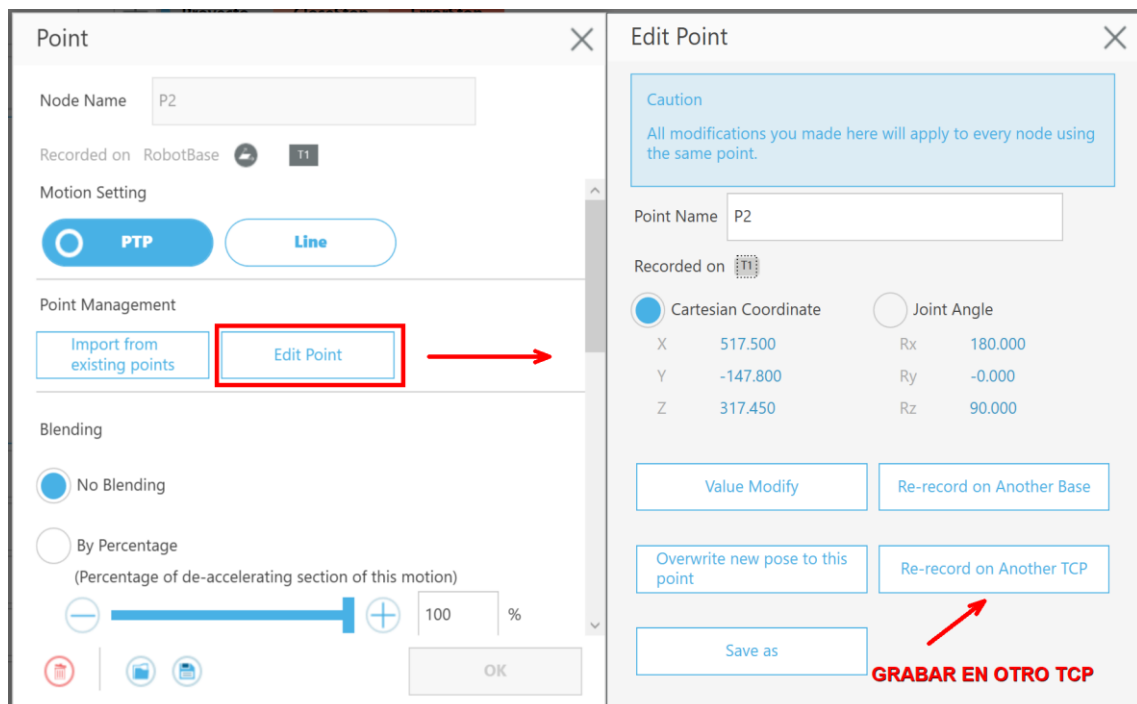 Point
Node Name P2
Recorded on RobotBase T1
Motion Setting
PTP Line
Point Management
Import from
existing points
Edit Point
Blending
No Blending
By Percentage
(Percentage of de-accelerating section of this motion)
100 %
OK
Edit Point
Caution
All modifications you made here will apply to every node using
the same point.
Point Name P2
Recorded on T1
Cartesian Coordinate Joint Angle
X 517.500 Rx 180.000
Y -147.800 Ry -0.000
Z 317.450 Rz 90.000
Value Modify Re-record on Another Base
Overwrite new pose to this
point
Re-record on Another TCP
Save as
GRABAR EN OTRO TCP